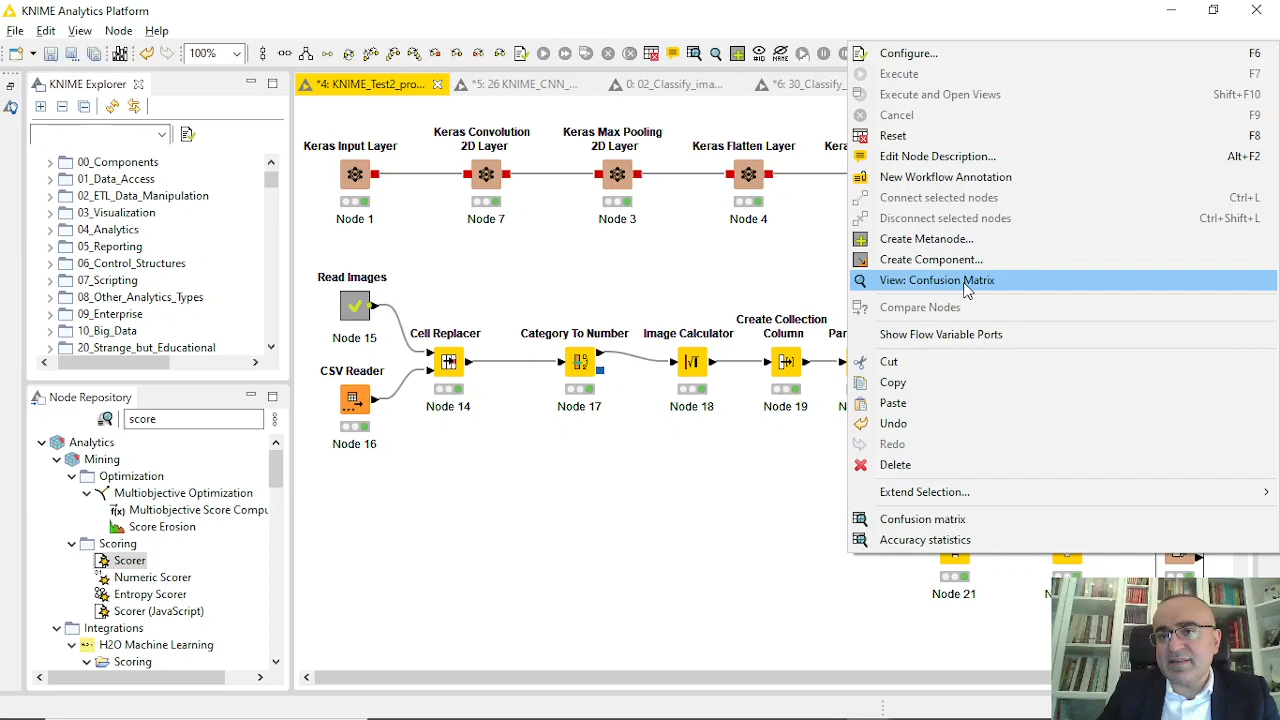 KNIME Analytics Platform
File Edit View Node Help
100%
KNIME Explorer
00_Components
01_Data_Access
02_ETL_Data_Manipulation
03_Visualization
04_Analytics
05_Reporting
06_Control_Structures
07_Scripting
08_Other_Analytics_Types
09_Enterprise
10_Big_Data
20_Strange_but_Educational
Node Repository
score
Analytics
Mining
Optimization
Multiobjective Optimization
Multiobjective Score Compu
Score Erosion
Scoring
Scorer
Numeric Scorer
Entropy Scorer
Scorer (JavaScript)
Integrations
H2O Machine Learning
Scoring
*4: KNIME_Test2_pro... *5: 26 KNIME_CNN_... 0: 02_Classify_ima... *6: 30_Classify_
Keras Input Layer
Node 1
Keras Convolution
2D Layer
Node 7
Keras Max Pooling
2D Layer
Node 3
Keras Flatten Layer
Node 4
Read Images
Node 15
CSV Reader
Node 16
Cell Replacer
Node 14
Category To Number
Node 17
Image Calculator
Node 18
Create Collection
Column
Node 19
Node 21
Configure... F6
Execute F7
Execute and Open Views Shift+F10
Cancel F9
Reset F8
Edit Node Description... Alt+F2
New Workflow Annotation
Connect selected nodes Ctrl+L
Disconnect selected nodes Ctrl+Shift+L
Create Metanode...
Create Component...
View: Confusion Matrix
Compare Nodes
Show Flow Variable Ports
Cut
Copy
Paste
Undo
Redo
Delete
Extend Selection...
Confusion matrix
Accuracy statistics